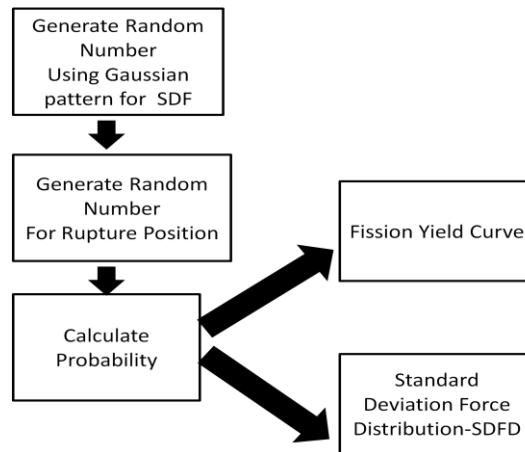 Generate Random
Number
Using Gaussian
pattern for SDF
Generate Random
Number
For Rupture Position
Calculate
Probability
Fission Yield Curve
Standard
Deviation Force
Distribution-SDFD